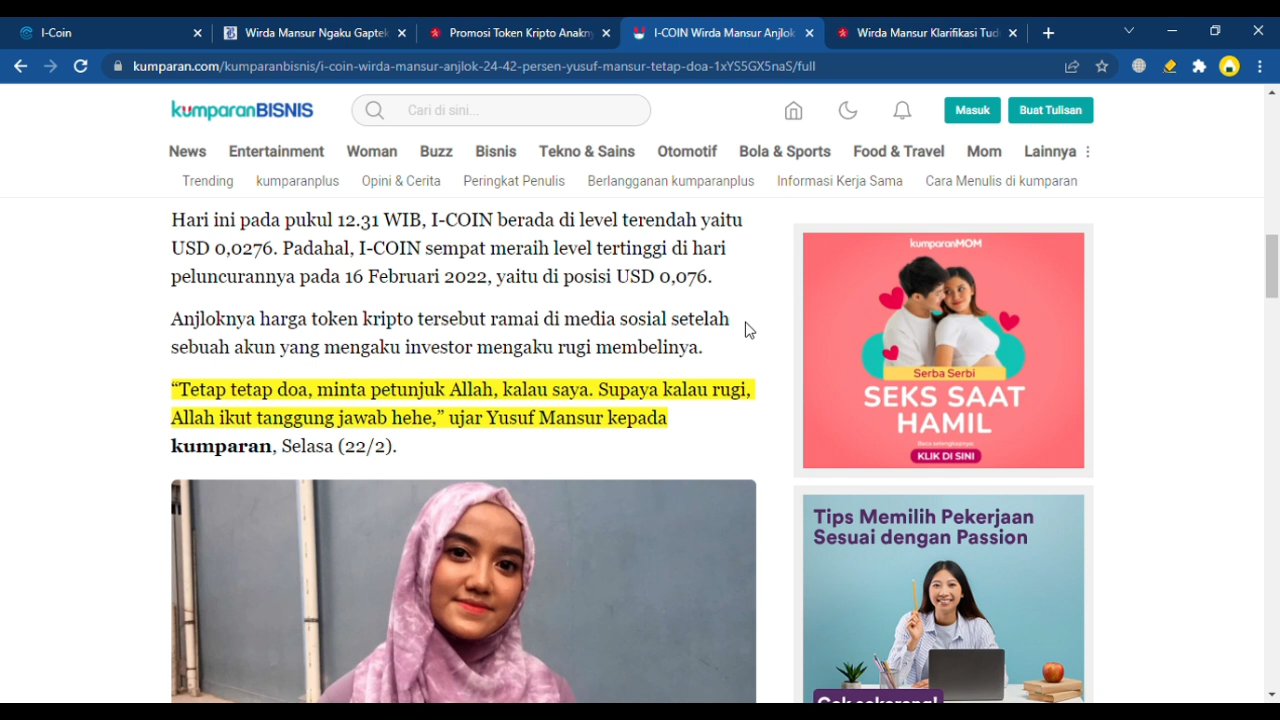 I-Coin
Wirda Mansur Ngaku Gaptek
Promosi Token Kripto Anakny
I-COIN Wirda Mansur Anjlok
Wirda Mansur Klarifikasi Tud
kumparan.com/kumparanbisnis/i-coin-wirda-mansur-anjlok-24-42-persen-yusuf-mansur-tetap-doa-1xYS5GX5naS/full
kumparanBISNIS
Cari di sini...
Masuk
Buat Tulisan
News Entertainment Woman Buzz Bisnis Tekno & Sains Otomotif Bola & Sports Food & Travel Mom Lainnya
Trending kumparanplus Opini & Cerita Peringkat Penulis Berlangganan kumparanplus Informasi Kerja Sama Cara Menulis di kumparan
Hari ini pada pukul 12.31 WIB, I-COIN berada di level terendah yaitu
USD 0,0276. Padahal, I-COIN sempat meraih level tertinggi di hari
peluncurannya pada 16 Februari 2022, yaitu di posisi USD 0,076.
Anjloknya harga token kripto tersebut ramai di media sosial setelah
sebuah akun yang mengaku investor mengaku rugi membelinya.
“Tetap tetap doa, minta petunjuk Allah, kalau saya. Supaya kalau rugi,
Allah ikut tanggung jawab hehe,” ujar Yusuf Mansur kepada
kumparan, Selasa (22/2).
kumparanMOM
Serba Serbi
SEKS SAAT
HAMIL
Baca selengkapnya:
KLIK DI SINI
Tips Memilih Pekerjaan
Sesuai dengan Passion